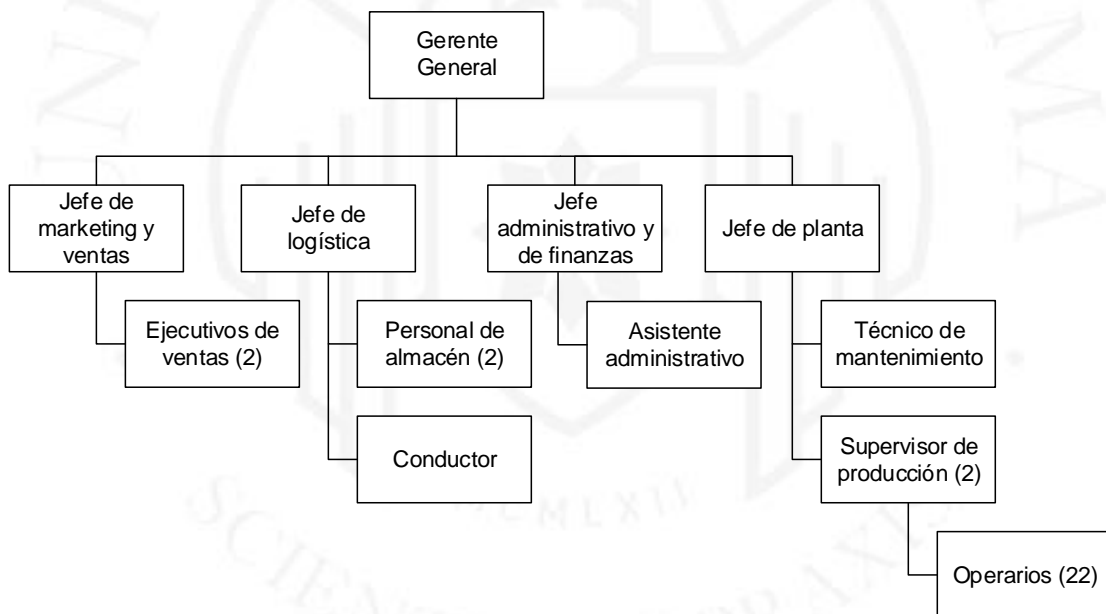 Gerente
General
Jefe de
marketing y
ventas
Jefe de
logística
Jefe
administrativo y
de finanzas
Jefe de planta
Ejecutivos de
ventas (2)
Personal de
almacén (2)
Asistente
administrativo
Técnico de
mantenimiento
Conductor
Supervisor de
producción (2)
Operarios (22)
MCMLXII